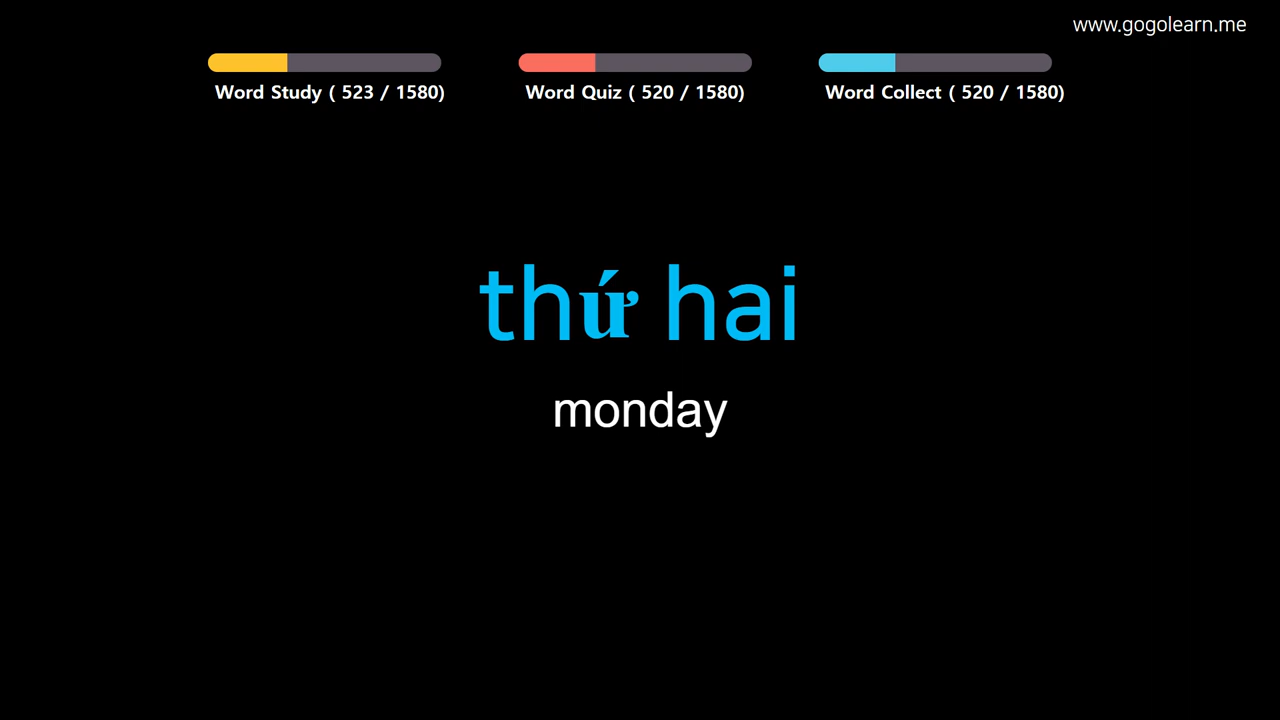 www.gogolearn.me
Word Study ( 523 / 1580)
Word Quiz ( 520 / 1580)
Word Collect ( 520 / 1580)
thứ hai
monday